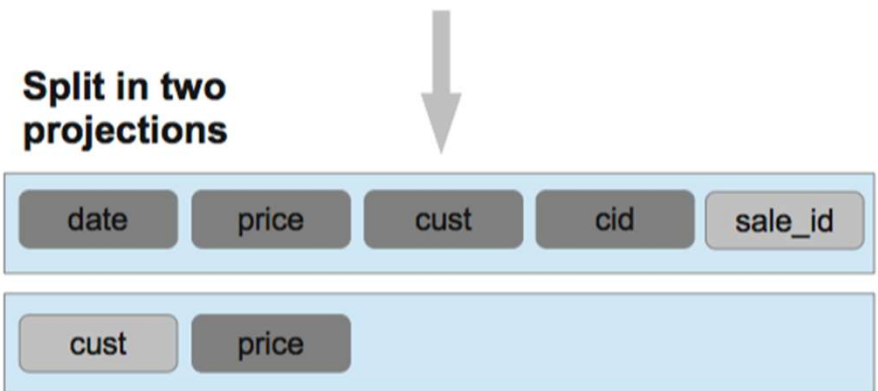 Split in two
projections
date price cust cid sale_id
cust price